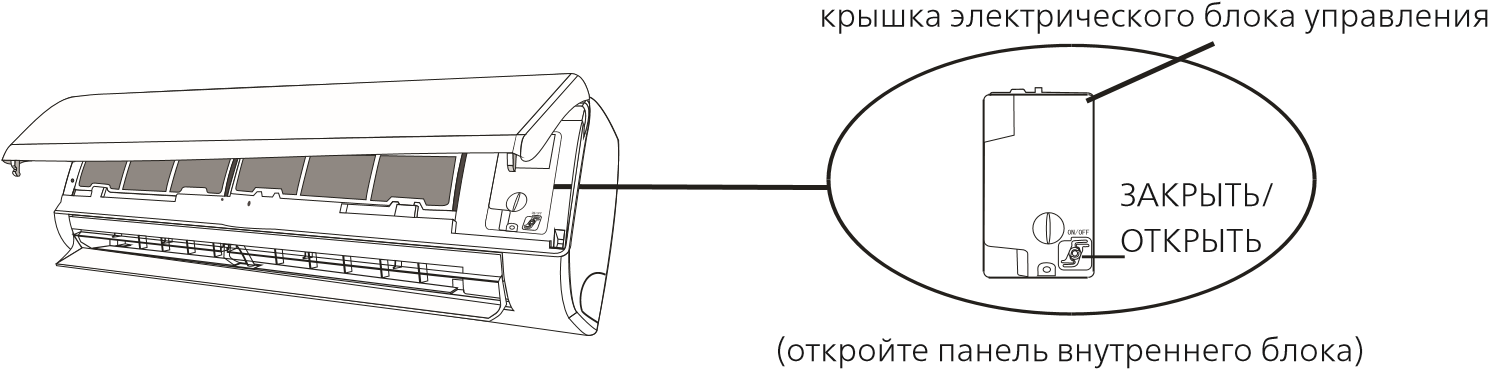 крышка электрического блока управления
ЗАКРЫТЬ/
ON/OFF
ОТКРЫТЬ
(откройте панель внутреннего блока)